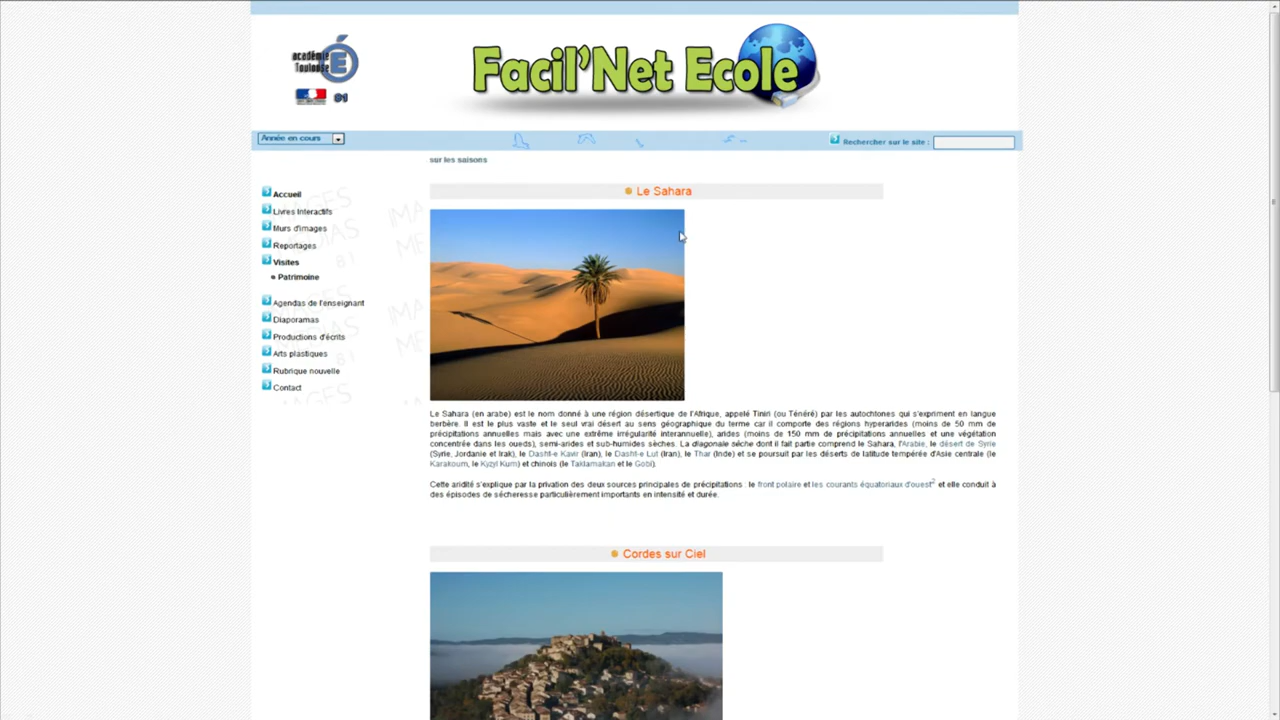 académie
Toulouse
81
Facil'Net Ecole
Année en cours
Rechercher sur le site :
sur les saisons
Accueil
Livres Interactifs
Murs d'images
Reportages
Visites
Patrimoine
Agendas de l'enseignant
Diaporamas
Productions d'écrits
Arts plastiques
Rubrique nouvelle
Contact
Le Sahara
Le Sahara (en arabe) est le nom donné à une région désertique de l'Afrique, appelé Tiniri (ou Ténéré) par les autochtones qui s'expriment en langue
berbère. Il est le plus vaste et le seul vrai désert au sens géographique du terme car il comporte des régions hyperarides (moins de 50 mm de
précipitations annuelles mais avec une extrême irrégularité interannuelle), arides (moins de 150 mm de précipitations annuelles et une végétation
concentrée dans les oueds), semi-arides et sub-humides sèches. La diagonale sèche dont il fait partie comprend le Sahara, l'Arabie, le désert de Syrie
(Syrie, Jordanie et Irak), le Dasht-e Kavir (Iran), le Dasht-e Lut (Iran), le Thar (Inde) et se poursuit par les déserts de latitude tempérée d'Asie centrale (le
Karakoum, le Kyzyl Kum) et chinois (le Taklamakan et le Gobi).
Cette aridité s'explique par la privation des deux sources principales de précipitations : le front polaire et les courants équatoriaux d'ouest2 et elle conduit à
des épisodes de sécheresse particulièrement importants en intensité et durée.
Cordes sur Ciel